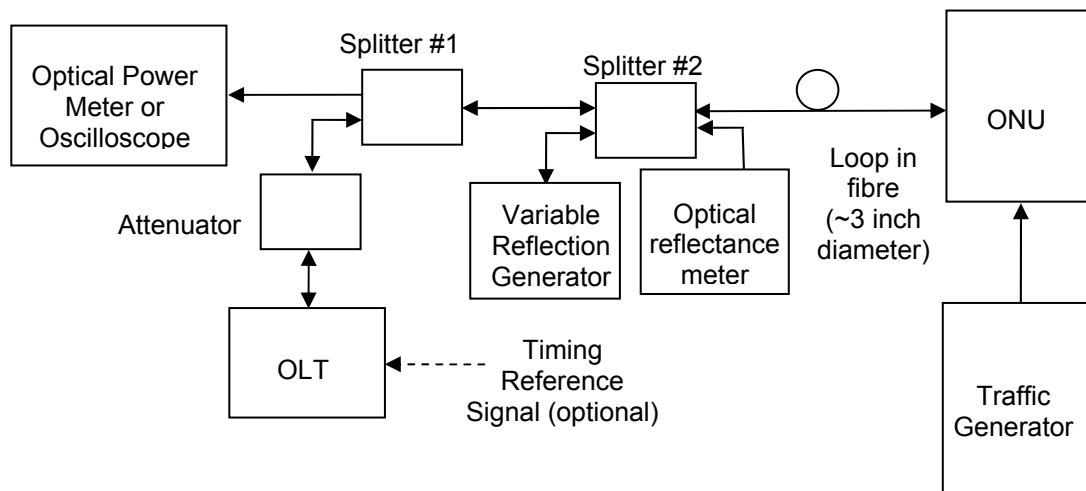 Splitter #1
Splitter #2
Optical Power
Meter or
Oscilloscope
ONU
Attenuator
Variable
Reflection
Generator
Optical
reflectance
meter
Loop in
fibre
(~3 inch
diameter)
OLT
Timing
Reference
Signal (optional)
Traffic
Generator